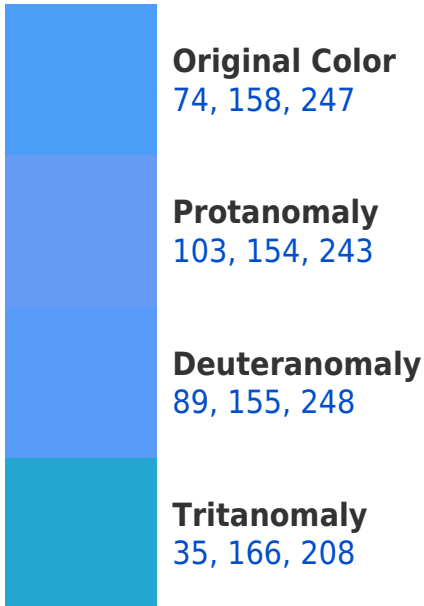 Original Color
74, 158, 247
Protanomaly
103, 154, 243
Deuteranomaly
89, 155, 248
Tritanomaly
35, 166, 208